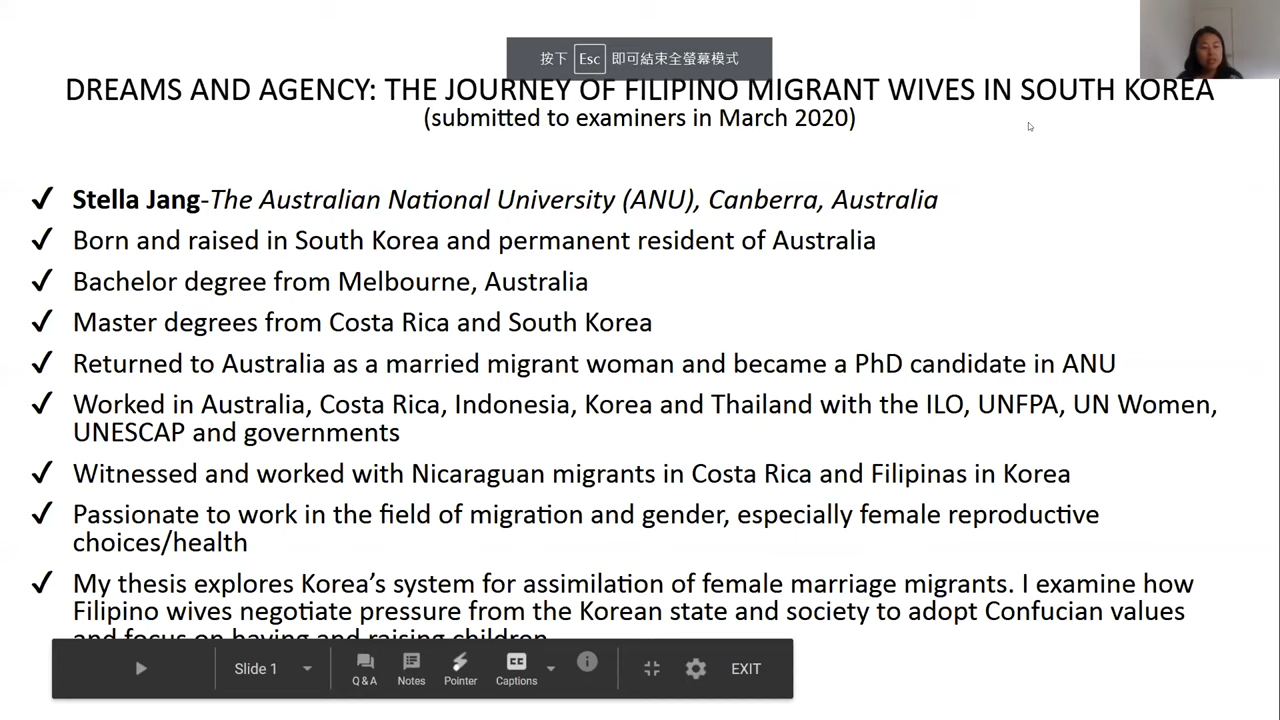 按下 Esc 即可結束全螢幕模式
DREAMS AND AGENCY: THE JOURNEY OF FILIPINO MIGRANT WIVES IN SOUTH KOREA
(submitted to examiners in March 2020)
✓ Stella Jang-The Australian National University (ANU), Canberra, Australia
✓ Born and raised in South Korea and permanent resident of Australia
✓ Bachelor degree from Melbourne, Australia
✓ Master degrees from Costa Rica and South Korea
✓ Returned to Australia as a married migrant woman and became a PhD candidate in ANU
✓ Worked in Australia, Costa Rica, Indonesia, Korea and Thailand with the ILO, UNFPA, UN Women,
UNESCAP and governments
✓ Witnessed and worked with Nicaraguan migrants in Costa Rica and Filipinas in Korea
✓ Passionate to work in the field of migration and gender, especially female reproductive
choices/health
✓ My thesis explores Korea's system for assimilation of female marriage migrants. I examine how
Filipino wives negotiate pressure from the Korean state and society to adopt Confucian values
and focus on having and raising children
Slide 1
Q & A
Notes
Pointer
CC
Captions
EXIT